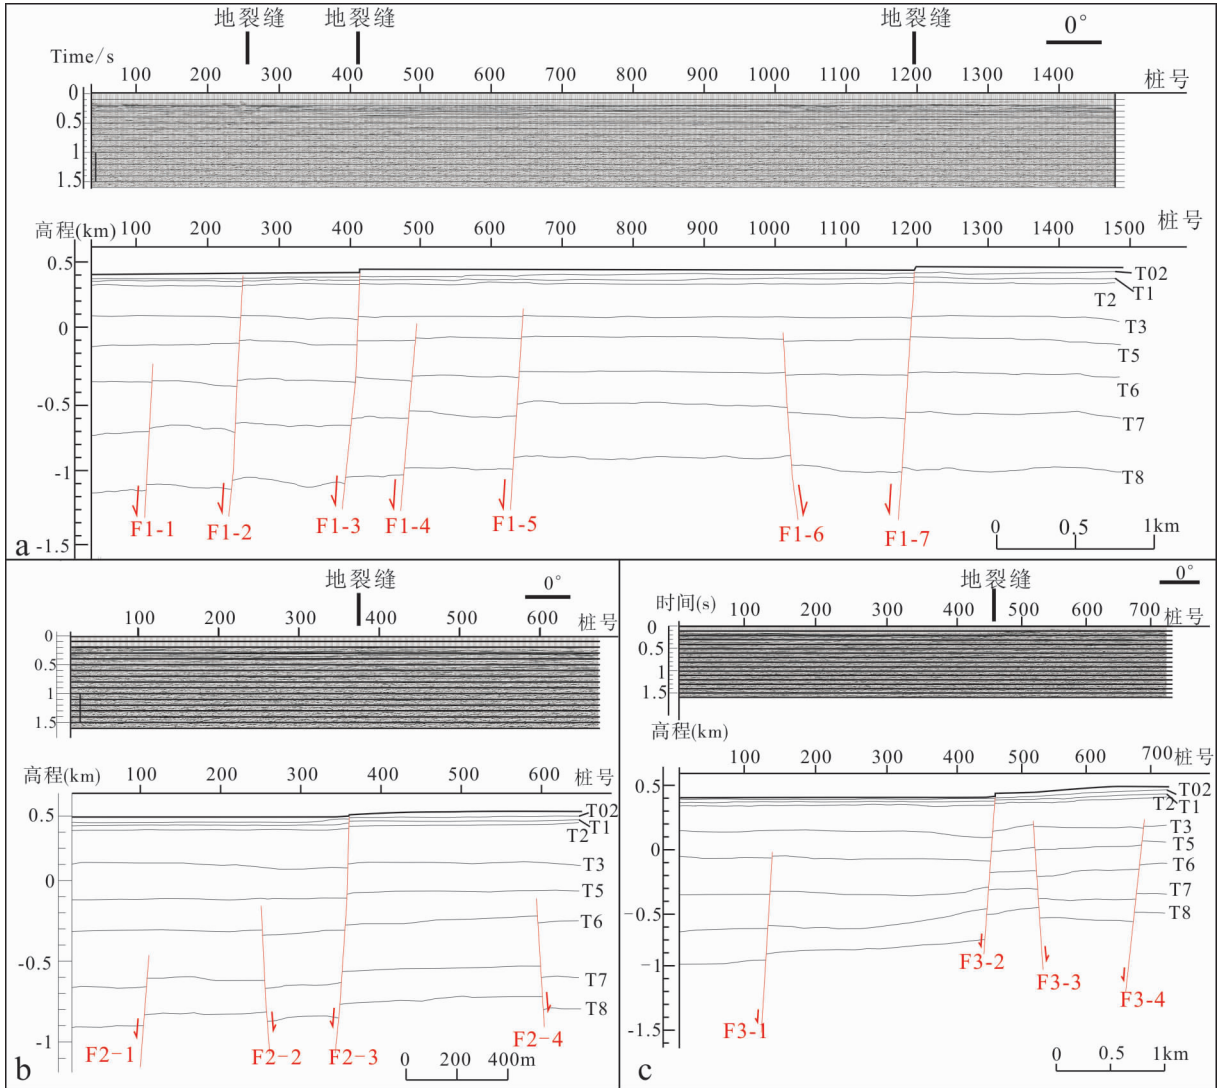 地裂缝 地裂缝 地裂缝 0°
Time/s 100 200 300 400 500 600 700 800 900 1000 1100 1200 1300 1400 桩号
0
0.5
1
1.5
高程(km) 100 200 300 400 500 600 700 800 900 1000 1100 1200 1300 1500 桩号
0.5
0
-0.5
-1
-1.5
T02
T1
T2
T3
T5
T6
T7
T8
F1-1 F1-2 F1-3 F1-4 F1-5 F1-6 F1-7
0 0.5 1km
a
地裂缝 0°
100 200 300 400 500 600 桩号
0
0.5
1
1.5
高程(km) 100 200 300 400 500 600 桩号
0.5
0
-0.5
-1
T02
T1
T2
T3
T5
T6
T7
T8
F2-1 F2-2 F2-3 F2-4
0 200 400m
b
地裂缝 0°
时间(s) 100 200 300 400 500 600 700 桩号
0
0.5
1
1.5
高程(km)
100 200 300 400 500 600 700 桩号
0.5
0
-0.5
-1
-1.5
T02
T1
T2
T3
T5
T6
T7
T8
F3-1 F3-2 F3-3 F3-4
0 0.5 1km
c